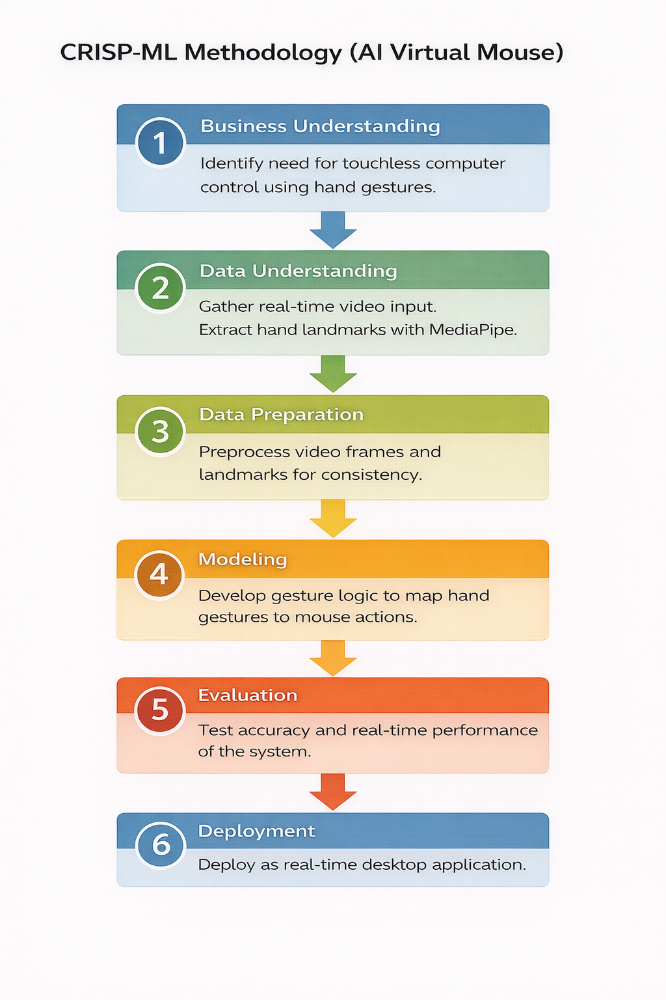 CRISP-ML Methodology (AI Virtual Mouse)
1
Business Understanding
Identify need for touchless computer
control using hand gestures.
2
Data Understanding
Gather real-time video input.
Extract hand landmarks with MediaPipe.
3
Data Preparation
Preprocess video frames and
landmarks for consistency.
4
Modeling
Develop gesture logic to map hand
gestures to mouse actions.
5
Evaluation
Test accuracy and real-time performance
of the system.
6
Deployment
Deploy as real-time desktop application.